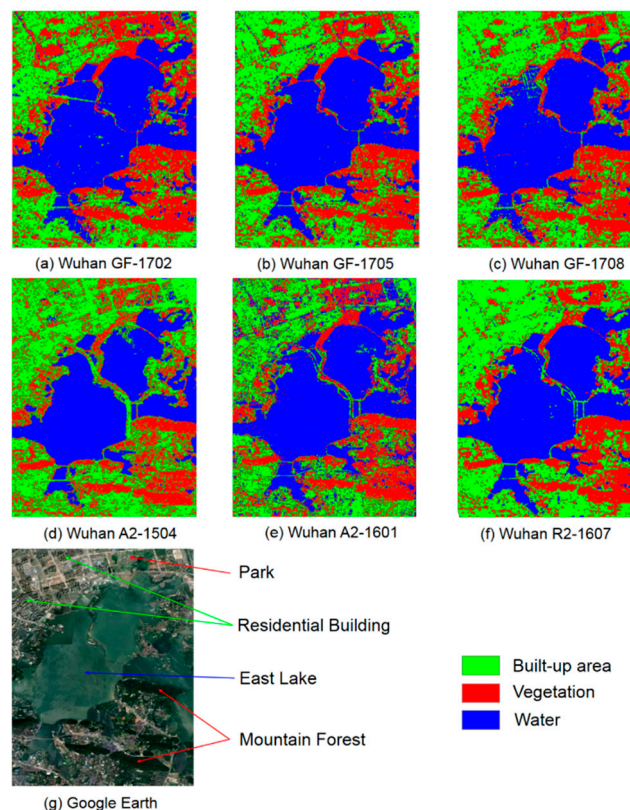 (a) Wuhan GF-1702
(b) Wuhan GF-1705
(c) Wuhan GF-1708
(d) Wuhan A2-1504
(e) Wuhan A2-1601
(f) Wuhan R2-1607
Park
Residential Building
East Lake
Mountain Forest
Built-up area
Vegetation
Water
(g) Google Earth